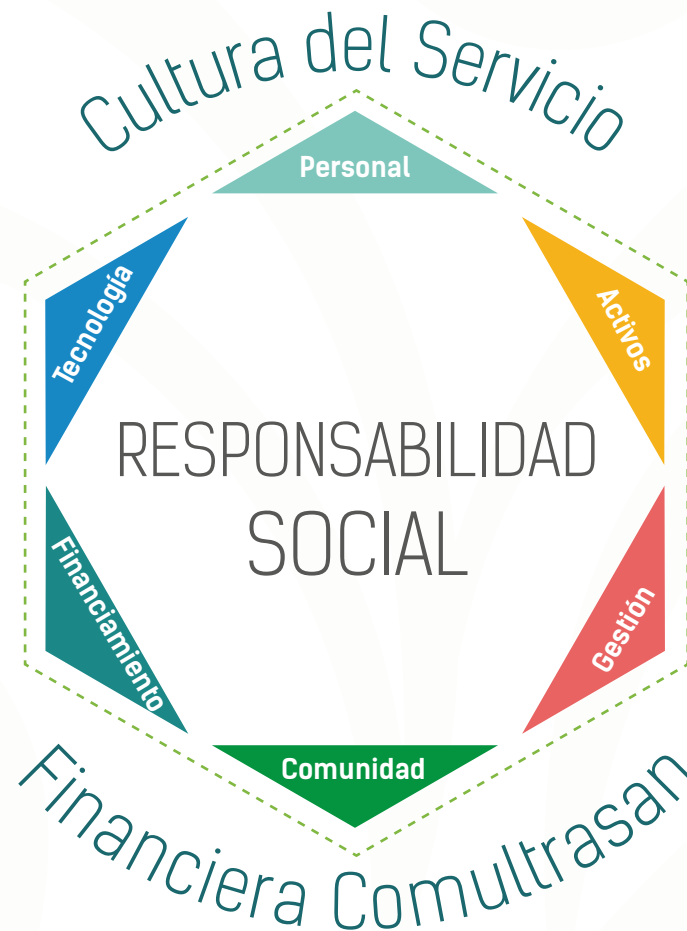 Cultura del Servicio
Personal
Tecnología
Activos
RESPONSABILIDAD
SOCIAL
Financiamiento
Gestión
Comunidad
Financiera Comultrasan